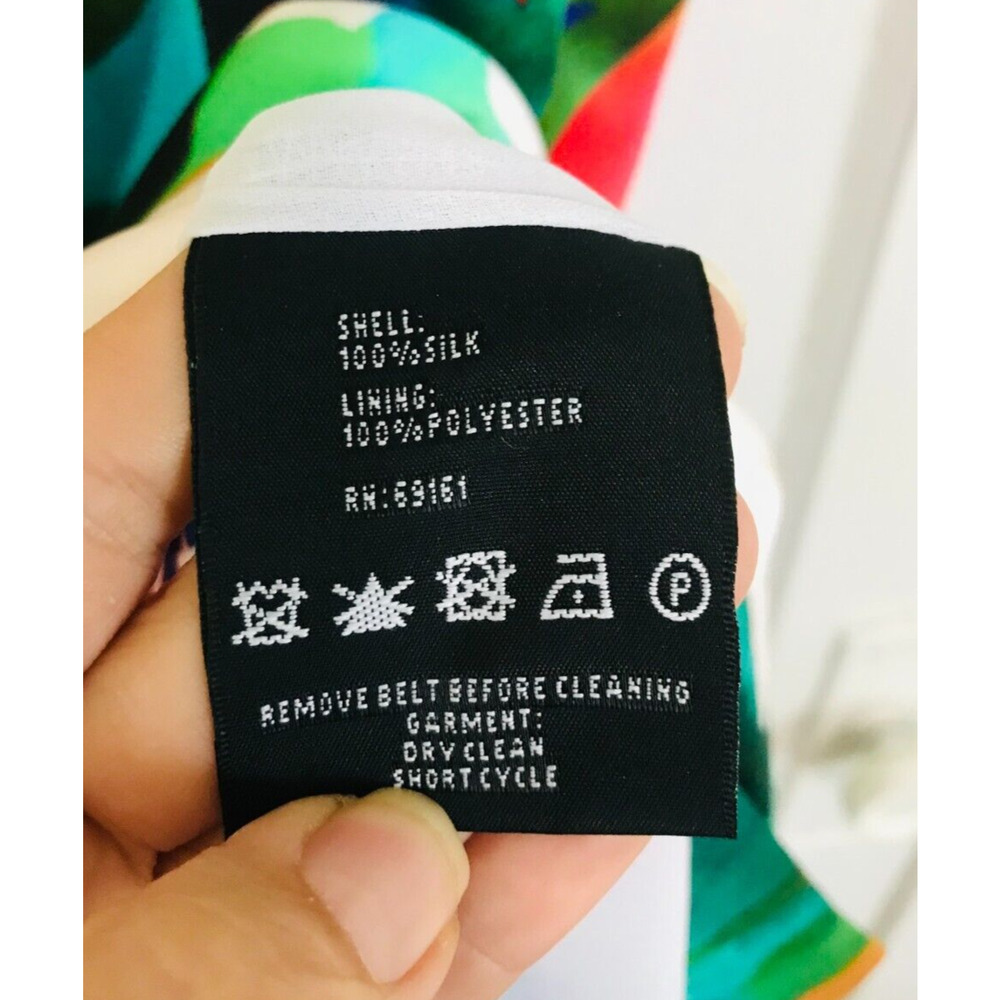 SHELL:
100%SILK
LINING:
100%POLYESTER
RN:69161
P
REMOVE BELT BEFORE CLEANING
GARMENT:
DRY CLEAN
SHORT CYCLE